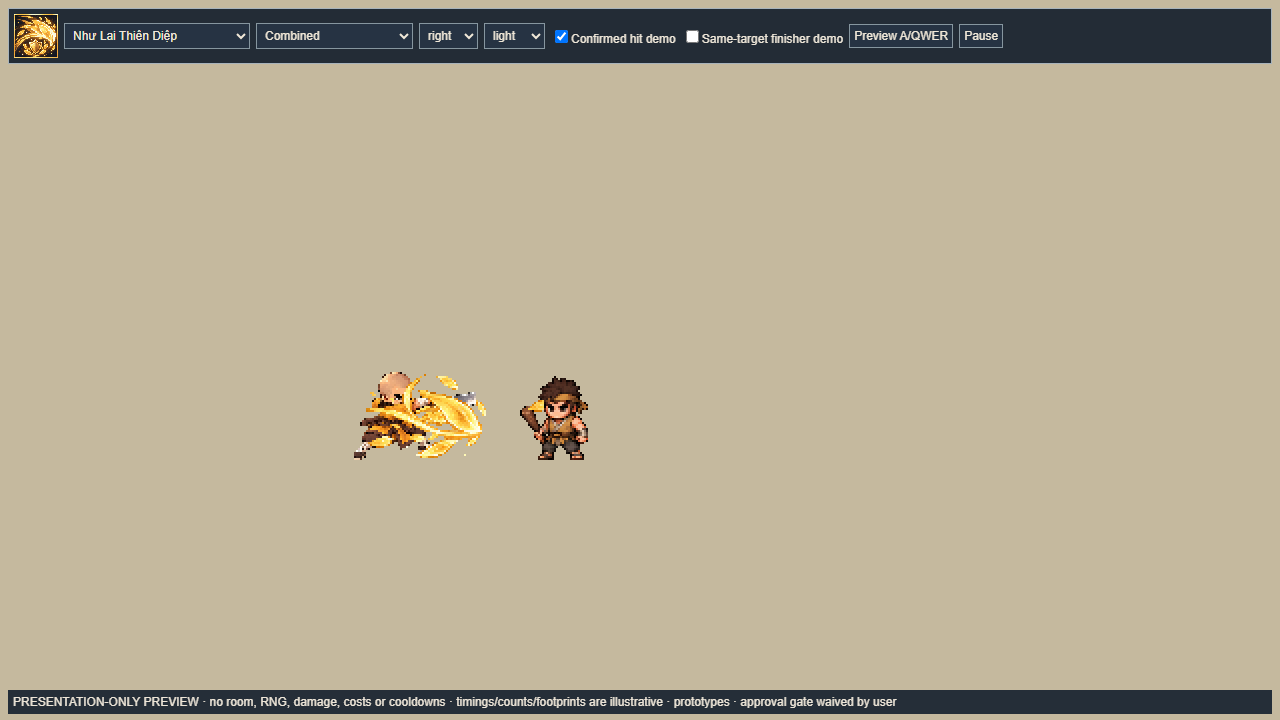 Như Lai Thiên Diệp Combined right light Confirmed hit demo Same-target finisher demo Preview A/QWER Pause
PRESENTATION-ONLY PREVIEW · no room, RNG, damage, costs or cooldowns · timings/counts/footprints are illustrative · prototypes · approval gate waived by user